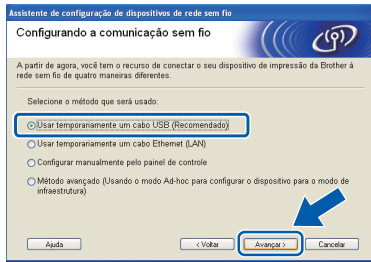 Assistente de configuração de dispositivos de rede sem fio
Configurando a comunicação sem fio
A partir de agora, você tem o recurso de conectar o seu dispositivo de impressão da Brother à
rede sem fio de quatro maneiras diferentes.
Selecione o método que será usado:
Usar temporariamente um cabo USB (Recomendado)
Usar temporariamente um cabo Ethernet (LAN)
Configurar manualmente pelo painel de controle
Método avançado (Usando o modo Ad-hoc para configurar o dispositivo para o modo de
infraestrutura)
Ajuda < Voltar Avançar > Cancelar